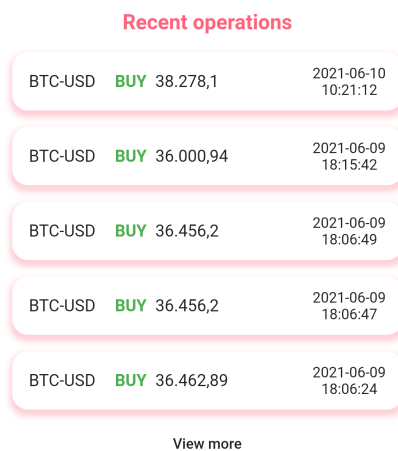 Recent operations
BTC-USD BUY 38.278,1 2021-06-10
10:21:12
BTC-USD BUY 36.000,94 2021-06-09
18:15:42
BTC-USD BUY 36.456,2 2021-06-09
18:06:49
BTC-USD BUY 36.456,2 2021-06-09
18:06:47
BTC-USD BUY 36.462,89 2021-06-09
18:06:24
View more